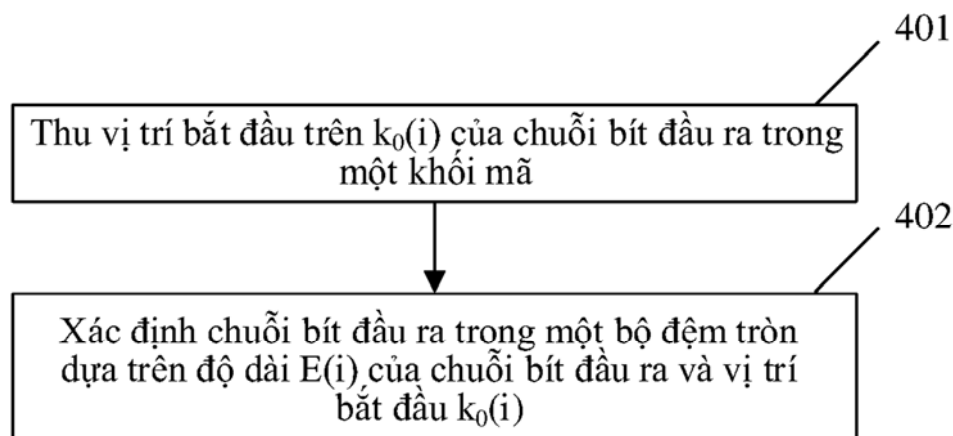 401
Thu vị trí bắt đầu trên k₀(i) của chuỗi bít đầu ra trong
một khối mã
402
Xác định chuỗi bít đầu ra trong một bộ đệm tròn
dựa trên độ dài E(i) của chuỗi bít đầu ra và vị trí
bắt đầu k₀(i)